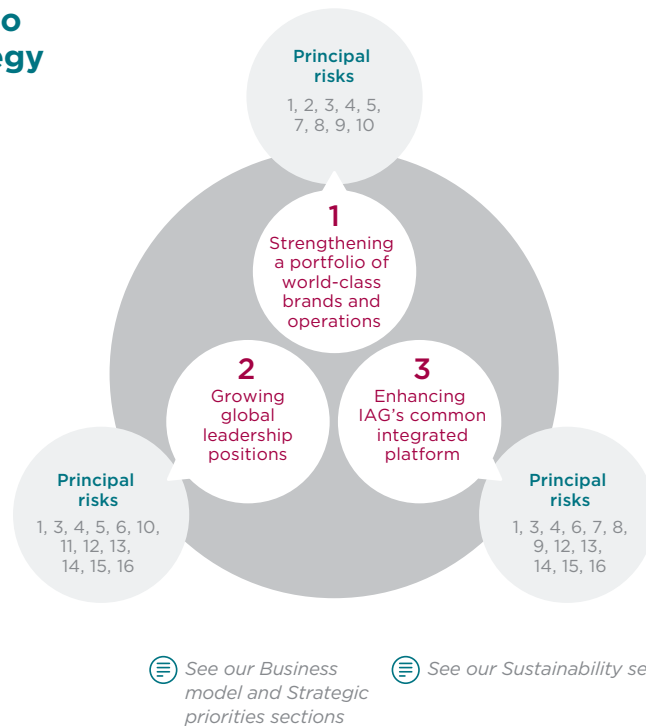 o
egy
Principal
risks
1, 2, 3, 4, 5,
7, 8, 9, 10
1
Strengthening
a portfolio of
world-class
brands and
operations
2
Growing
global
leadership
positions
3
Enhancing
IAG's common
integrated
platform
Principal
risks
1, 3, 4, 5, 6, 10,
11, 12, 13,
14, 15, 16
Principal
risks
1, 3, 4, 6, 7, 8,
9, 12, 13,
14, 15, 16
See our Business
model and Strategic
priorities sections
See our Sustainability se